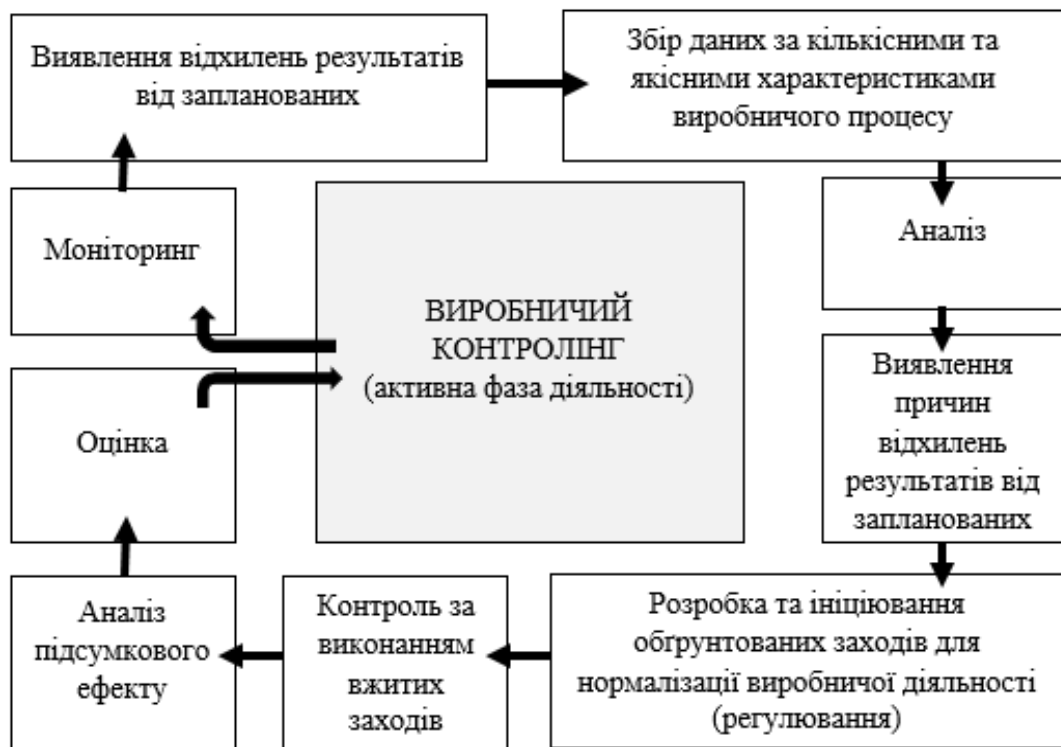 Виявлення відхилень результатів
від запланованих
Збір даних за кількісними та
якісними характеристиками
виробничого процесу
Моніторинг
ВИРОБНИЧИЙ
КОНТРОЛІНГ
(активна фаза діяльності)
Аналіз
Виявлення
причин
відхилень
результатів від
запланованих
Оцінка
Аналіз
підсумкового
ефекту
Контроль за
виконанням
вжитих
заходів
Розробка та ініціювання
обґрунтованих заходів для
нормалізації виробничої діяльності
(регулювання)